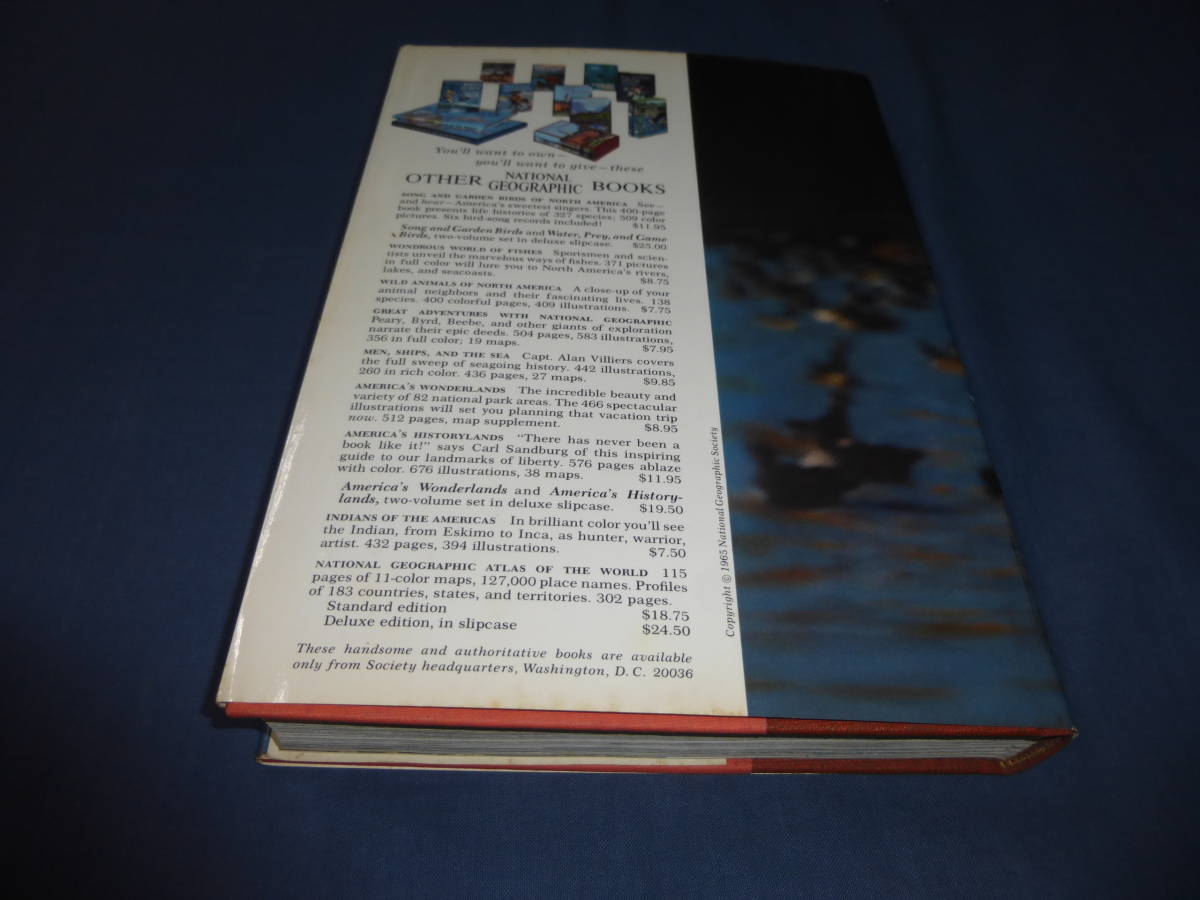 You'll want to own—
you'll want to give—these
OTHER NATIONAL GEOGRAPHIC BOOKS
SONG AND GARDEN BIRDS OF NORTH AMERICA See—
and hear—America's sweetest singers. This 400-page
book presents life histories of 327 species; 509 color
pictures. Six bird-song records included! $11.95
Song and Garden Birds and Water, Prey, and Game
Birds, two-volume set in deluxe slipcase. $25.00
WONDROUS WORLD OF FISHES Sportsmen and scien-
tists unveil the marvelous ways of fishes. 371 pictures
in full color will lure you to North America's rivers,
lakes, and seacoasts. $8.75
WILD ANIMALS OF NORTH AMERICA A close-up of your
animal neighbors and their fascinating lives. 138
species. 400 colorful pages, 409 illustrations. $7.75
GREAT ADVENTURES WITH NATIONAL GEOGRAPHIC
Peary, Byrd, Beebe, and other giants of exploration
narrate their epic deeds. 504 pages, 583 illustrations,
356 in full color; 19 maps. $7.95
MEN, SHIPS, AND THE SEA Capt. Alan Villiers covers
the full sweep of seagoing history. 442 illustrations,
260 in rich color. 436 pages, 27 maps. $9.85
AMERICA'S WONDERLANDS The incredible beauty and
variety of 82 national park areas. The 466 spectacular
illustrations will set you planning that vacation trip
now. 512 pages, map supplement. $8.95
AMERICA'S HISTORYLANDS "There has never been a
book like it!" says Carl Sandburg of this inspiring
guide to our landmarks of liberty. 576 pages ablaze
with color. 676 illustrations, 38 maps. $11.95
America's Wonderlands and America's History-
lands, two-volume set in deluxe slipcase. $19.50
INDIANS OF THE AMERICAS In brilliant color you'll see
the Indian, from Eskimo to Inca, as hunter, warrior,
artist. 432 pages, 394 illustrations. $7.50
NATIONAL GEOGRAPHIC ATLAS OF THE WORLD 115
pages of 11-color maps, 127,000 place names. Profiles
of 183 countries, states, and territories. 302 pages.
Standard edition $18.75
Deluxe edition, in slipcase $24.50
These handsome and authoritative books are available
only from Society headquarters, Washington, D.C. 20036
Copyright © 1965 National Geographic Society